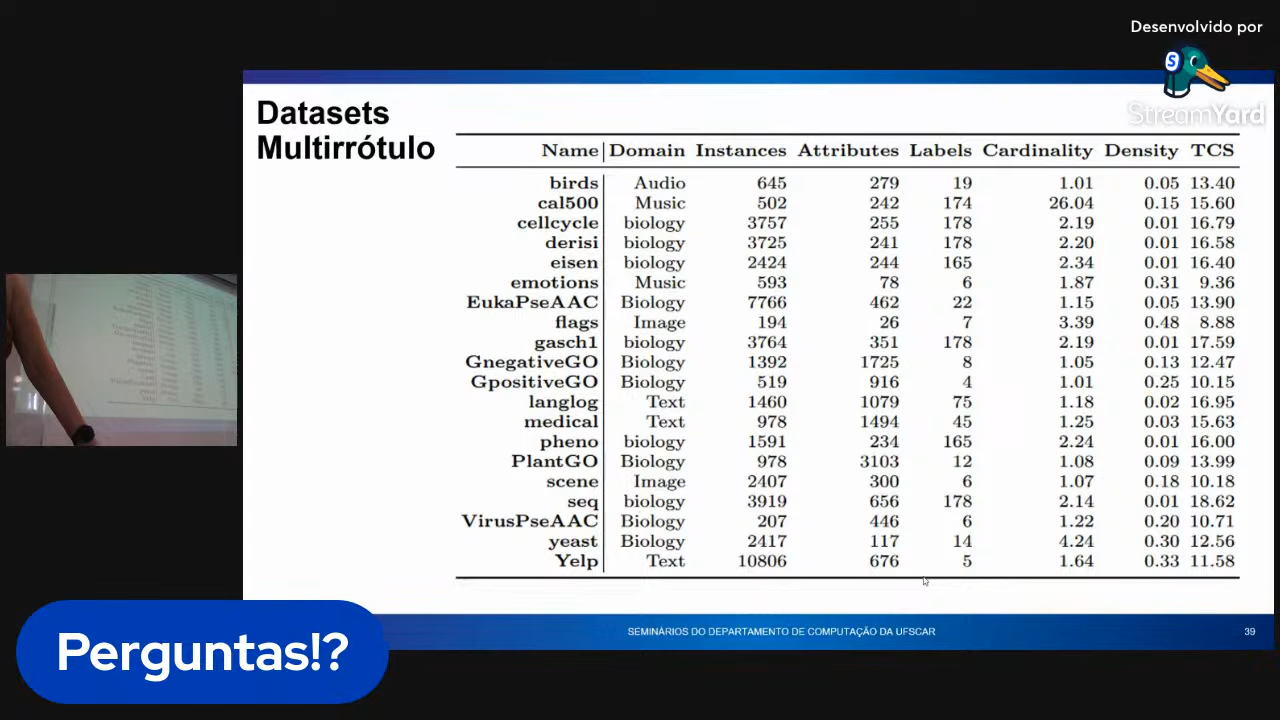 Desenvolvido por
S
StreamYard
Datasets
Multirrótulo
Name Domain Instances Attributes Labels Cardinality Density TCS
birds Audio 645 279 19 1.01 0.05 13.40
cal500 Music 502 242 174 26.04 0.15 15.60
cellcycle biology 3757 255 178 2.19 0.01 16.79
derisi biology 3725 241 178 2.20 0.01 16.58
eisen biology 2424 244 165 2.34 0.01 16.40
emotions Music 593 78 6 1.87 0.31 9.36
EukaPseAAC Biology 7766 462 22 1.15 0.05 13.90
flags Image 194 26 7 3.39 0.48 8.88
gasch1 biology 3764 351 178 2.19 0.01 17.59
GnegativeGO Biology 1392 1725 8 1.05 0.13 12.47
GpositiveGO Biology 519 916 4 1.01 0.25 10.15
langlog Text 1460 1079 75 1.18 0.02 16.95
medical Text 978 1494 45 1.25 0.03 15.63
pheno biology 1591 234 165 2.24 0.01 16.00
PlantGO Biology 978 3103 12 1.08 0.09 13.99
scene Image 2407 300 6 1.07 0.18 10.18
seq biology 3919 656 178 2.14 0.01 18.62
VirusPseAAC Biology 207 446 6 1.22 0.20 10.71
yeast Biology 2417 117 14 4.24 0.30 12.56
Yelp Text 10806 676 5 1.64 0.33 11.58
SEMINÁRIOS DO DEPARTAMENTO DE COMPUTAÇÃO DA UFSCAR
39
Perguntas!?